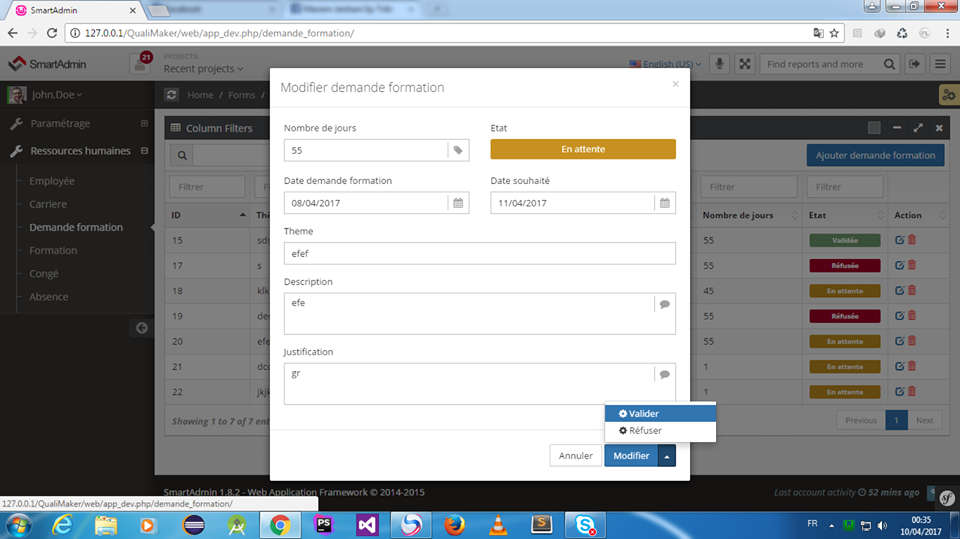 SmartAdmin
Facebook
127.0.0.1/QualiMaker/web/app_dev.php/demande_formation/
SmartAdmin
21
PROJECTS:
Recent projects
English (US)
Find reports and more
John.Doe
Home / Forms /
Paramétrage
Ressources humaines
Employée
Carriere
Demande formation
Formation
Congé
Absence
Column Filters
Ajouter demande formation
Filtrer
Filtrer
Filtrer
ID
Nombre de jours
Etat
Action
15
sds
55
Validée
17
s
55
Réfusée
18
klk
45
En attente
19
55
Réfusée
20
efe
55
En attente
21
1
En attente
22
jkjk
1
En attente
Showing 1 to 7 of 7
Previous
1
Next
Modifier demande formation
×
Nombre de jours
Etat
55
En attente
Date demande formation
Date souhaité
08/04/2017
11/04/2017
Theme
efef
Description
efe
Justification
gr
Valider
Réfuser
Annuler
Modifier
SmartAdmin 1.8.2 - Web Application Framework © 2014-2015
Last account activity 52 mins ago
127.0.0.1/QualiMaker/web/app_dev.php/demande_formation/
sf
PS
S
FR
00:35
10/04/2017